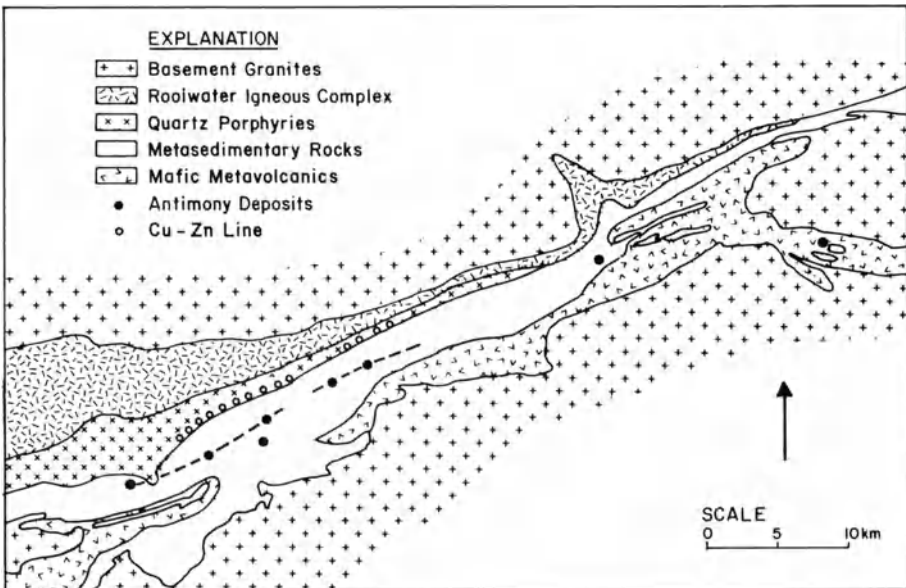 EXPLANATION
Basement Granites
Rooiwater Igneous Complex
Quartz Porphyries
Metasedimentary Rocks
Mafic Metavolcanics
Antimony Deposits
Cu-Zn Line
SCALE
0 5 10km